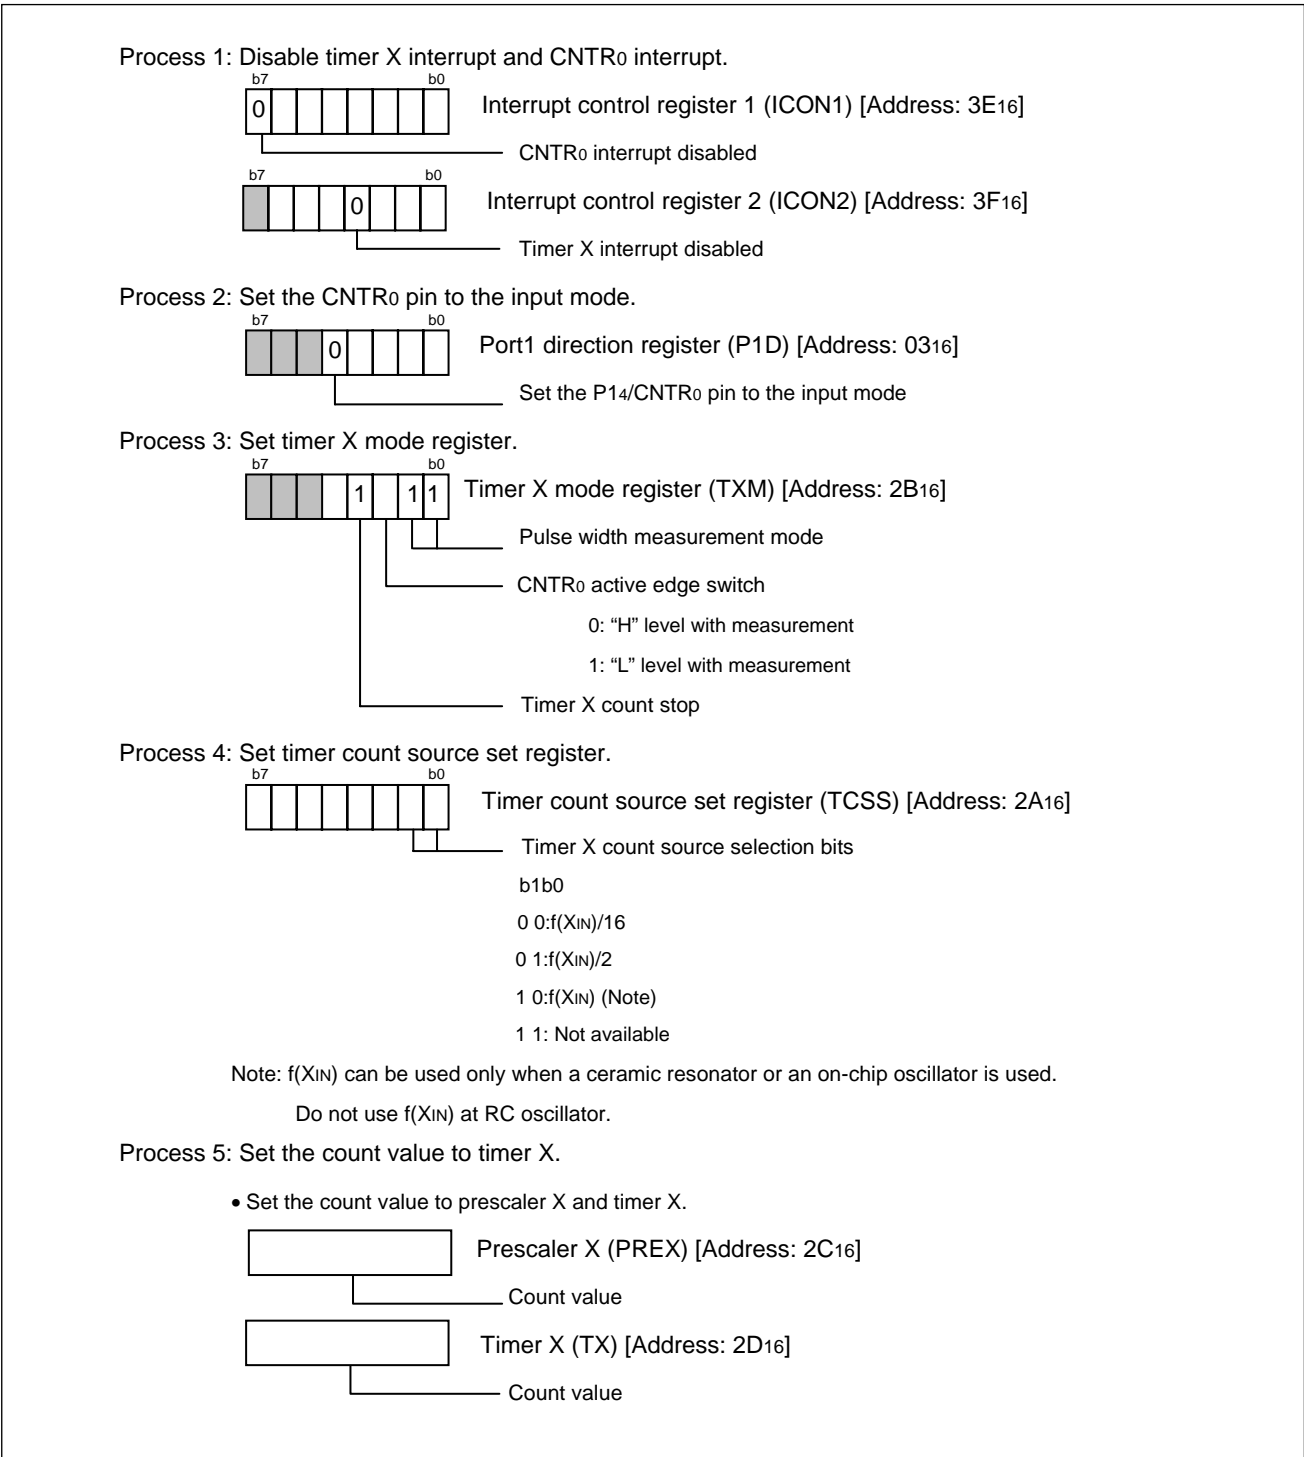 Process 1: Disable timer X interrupt and CNTR0 interrupt.
b7 b0
0 Interrupt control register 1 (ICON1) [Address: 3E16]
CNTR0 interrupt disabled
b7 b0
0 Interrupt control register 2 (ICON2) [Address: 3F16]
Timer X interrupt disabled
Process 2: Set the CNTR0 pin to the input mode.
b7 b0
0 Port1 direction register (P1D) [Address: 0316]
Set the P14/CNTR0 pin to the input mode
Process 3: Set timer X mode register.
b7 b0
1 1 1 Timer X mode register (TXM) [Address: 2B16]
Pulse width measurement mode
CNTR0 active edge switch
0: “H” level with measurement
1: “L” level with measurement
Timer X count stop
Process 4: Set timer count source set register.
b7 b0
Timer count source set register (TCSS) [Address: 2A16]
Timer X count source selection bits
b1b0
0 0:f(XIN)/16
0 1:f(XIN)/2
1 0:f(XIN) (Note)
1 1: Not available
Note: f(XIN) can be used only when a ceramic resonator or an on-chip oscillator is used.
Do not use f(XIN) at RC oscillator.
Process 5: Set the count value to timer X.
• Set the count value to prescaler X and timer X.
Prescaler X (PREX) [Address: 2C16]
Count value
Timer X (TX) [Address: 2D16]
Count value